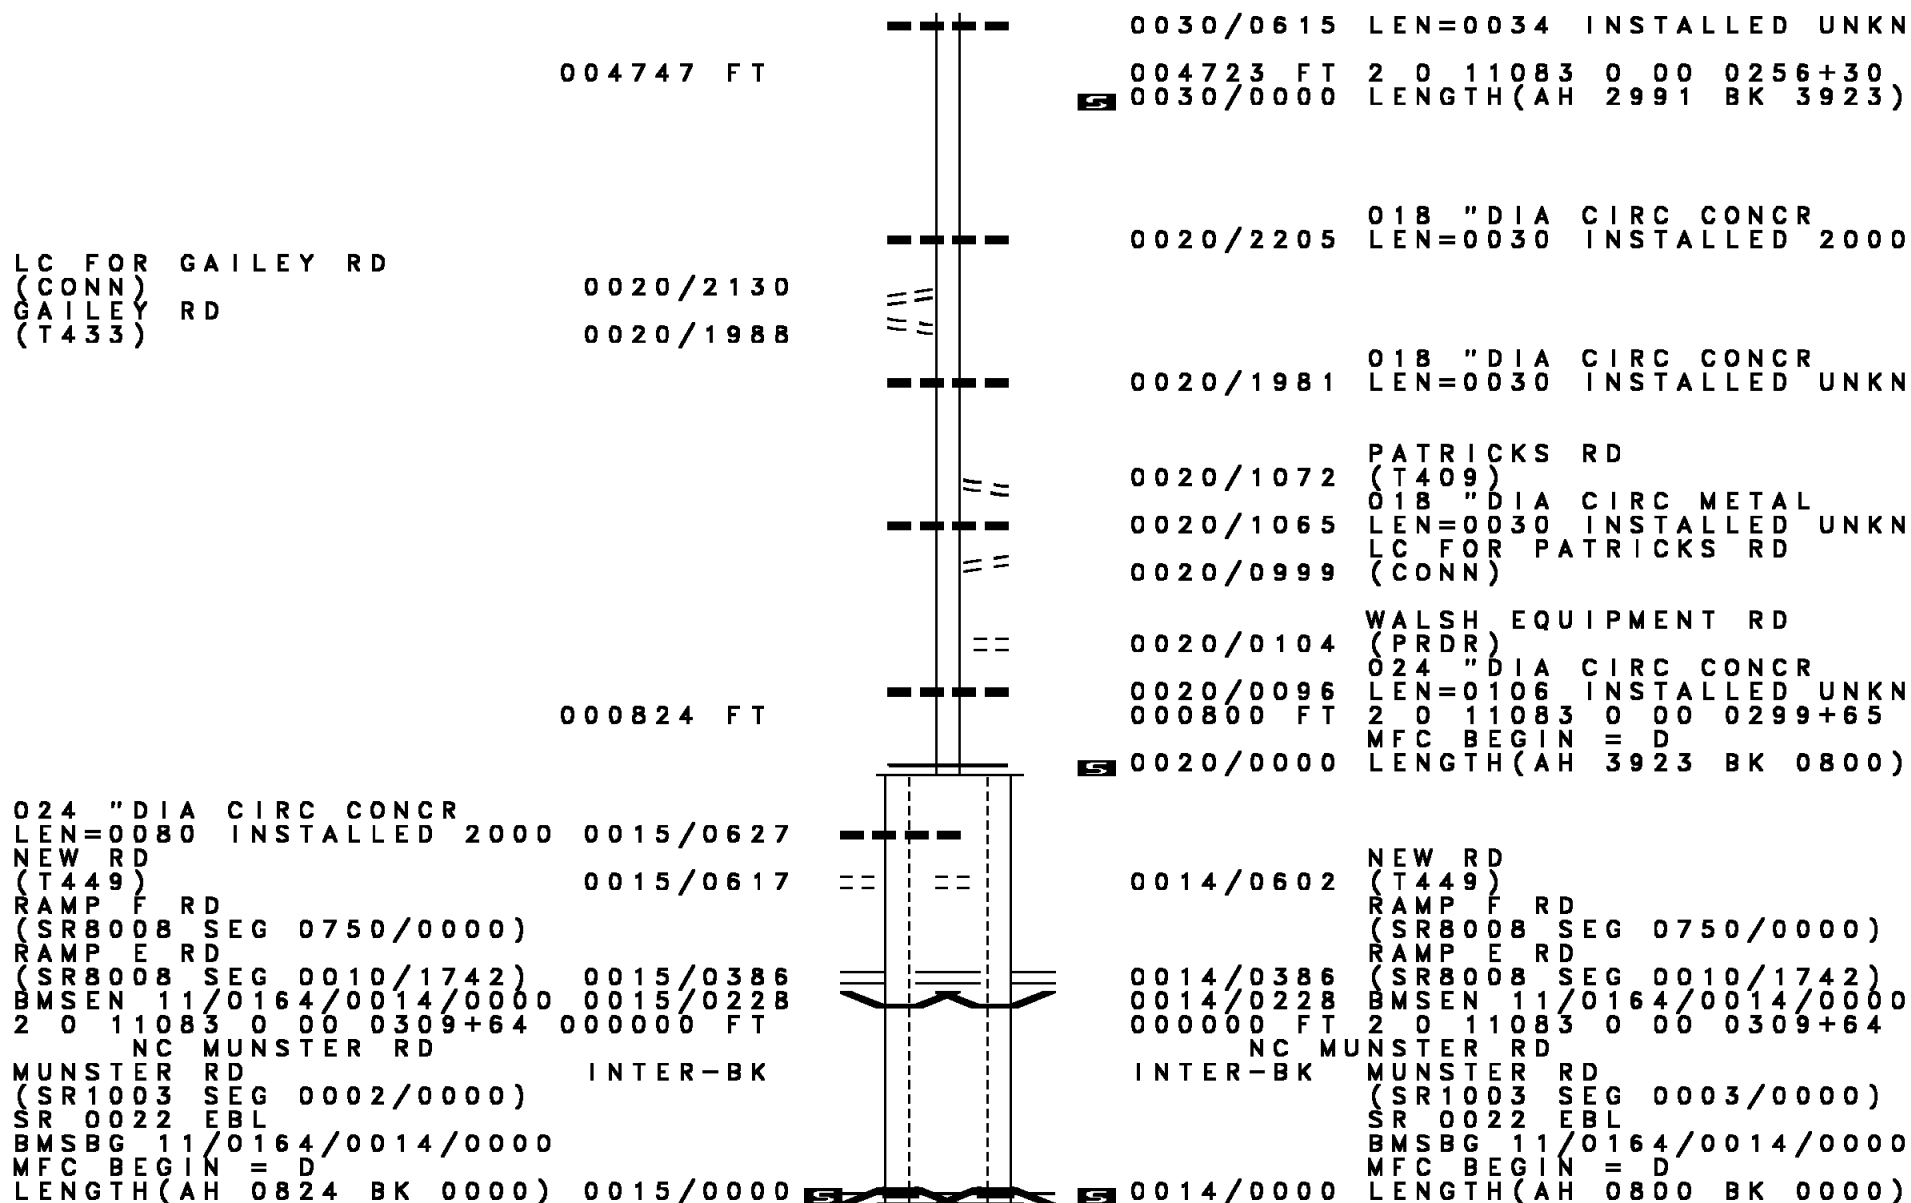 0030/0615 LEN=0034 INSTALLED UNKN
004747 FT 004723 FT 2 0 11083 0 00 0256+30
S 0030/0000 LENGTH(AH 2991 BK 3923)
018 "DIA CIRC CONCR
0020/2205 LEN=0030 INSTALLED 2000
LC FOR GAILEY RD
(CONN) 0020/2130
GAILEY RD
(T433) 0020/1988
018 "DIA CIRC CONCR
0020/1981 LEN=0030 INSTALLED UNKN
PATRICKS RD
0020/1072 (T409)
018 "DIA CIRC METAL
0020/1065 LEN=0030 INSTALLED UNKN
LC FOR PATRICKS RD
0020/0999 (CONN)
WALSH EQUIPMENT RD
0020/0104 (PRDR)
024 "DIA CIRC CONCR
0020/0096 LEN=0106 INSTALLED UNKN
000824 FT 000800 FT 2 0 11083 0 00 0299+65
MFC BEGIN = D
S 0020/0000 LENGTH(AH 3923 BK 0800)
024 "DIA CIRC CONCR
LEN=0080 INSTALLED 2000 0015/0627
NEW RD NEW RD
(T449) 0015/0617 0014/0602 (T449)
RAMP F RD RAMP F RD
(SR8008 SEG 0750/0000) (SR8008 SEG 0750/0000)
RAMP E RD RAMP E RD
(SR8008 SEG 0010/1742) 0015/0386 0014/0386 (SR8008 SEG 0010/1742)
BMSEN 11/0164/0014/0000 0015/0228 0014/0228 BMSEN 11/0164/0014/0000
2 0 11083 0 00 0309+64 000000 FT 000000 FT 2 0 11083 0 00 0309+64
NC MUNSTER RD NC MUNSTER RD
MUNSTER RD INTER-BK INTER-BK MUNSTER RD
(SR1003 SEG 0002/0000) (SR1003 SEG 0003/0000)
SR 0022 EBL SR 0022 EBL
BMSBG 11/0164/0014/0000 BMSBG 11/0164/0014/0000
MFC BEGIN = D MFC BEGIN = D
LENGTH(AH 0824 BK 0000) 0015/0000 S S 0014/0000 LENGTH(AH 0800 BK 0000)